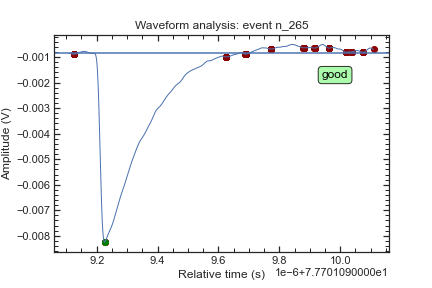 Waveform analysis: event n_265
−0.001
−0.002
−0.003
−0.004
−0.005
−0.006
−0.007
−0.008
Amplitude (V)
good
9.2
9.4
9.6
9.8
10.0
Relative time (s)
1e-6+7.7701090000e1